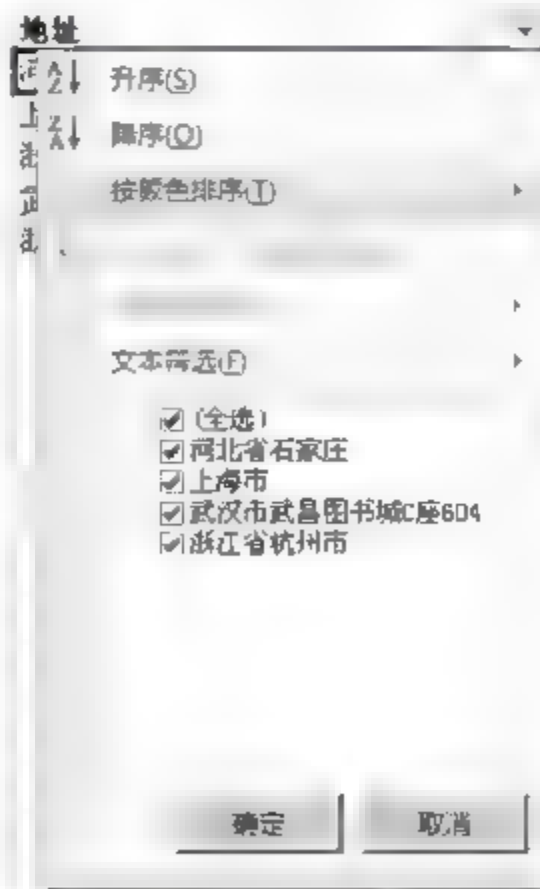 地址
升序(S)
降序(O)
按颜色排序(T)
文本筛选(F)
(全选)
河北省石家庄
上海市
武汉市武昌图书城C座604
浙江省杭州市
确定
取消